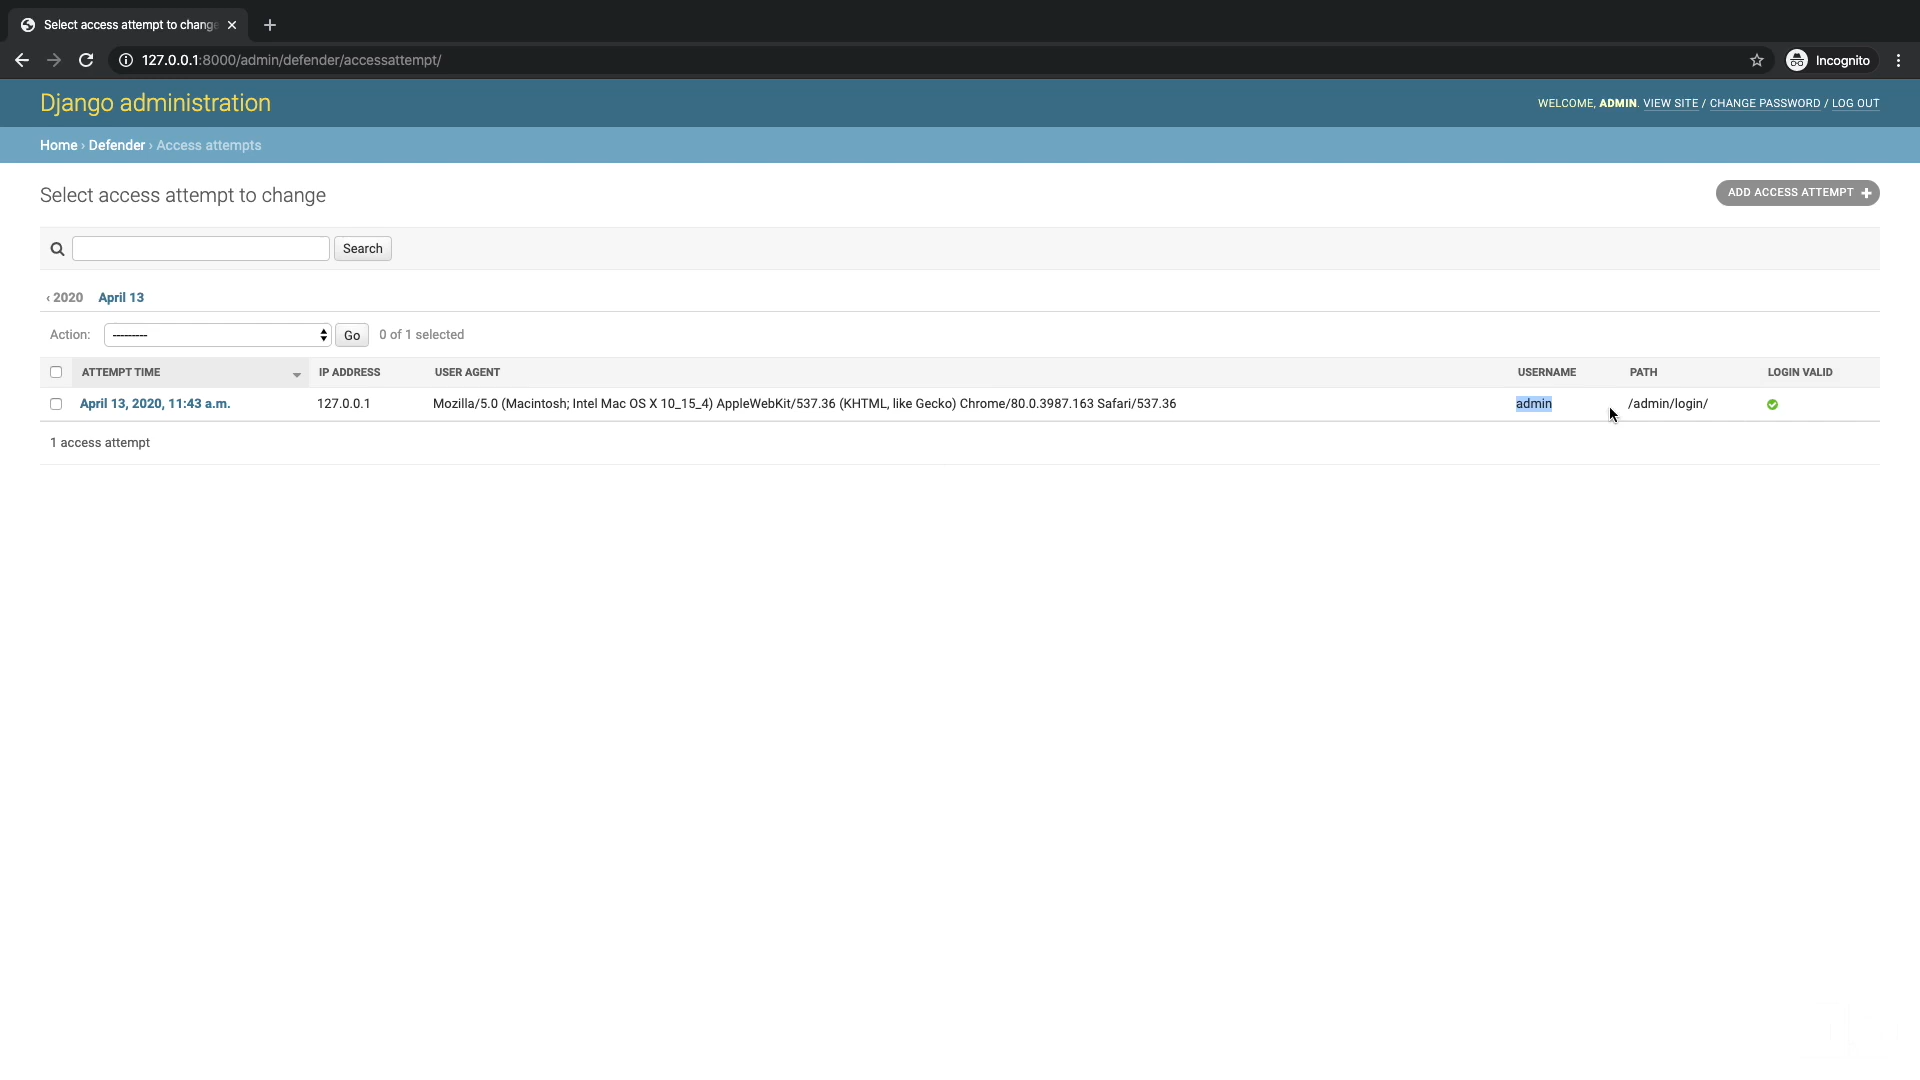 Select access attempt to change
127.0.0.1:8000/admin/defender/accessattempt/
Incognito
Django administration
WELCOME, ADMIN. VIEW SITE / CHANGE PASSWORD / LOG OUT
Home › Defender › Access attempts
Select access attempt to change
ADD ACCESS ATTEMPT +
Search
‹ 2020 April 13
Action: --------- Go 0 of 1 selected
ATTEMPT TIME IP ADDRESS USER AGENT USERNAME PATH LOGIN VALID
April 13, 2020, 11:43 a.m. 127.0.0.1 Mozilla/5.0 (Macintosh; Intel Mac OS X 10_15_4) AppleWebKit/537.36 (KHTML, like Gecko) Chrome/80.0.3987.163 Safari/537.36 admin /admin/login/
1 access attempt